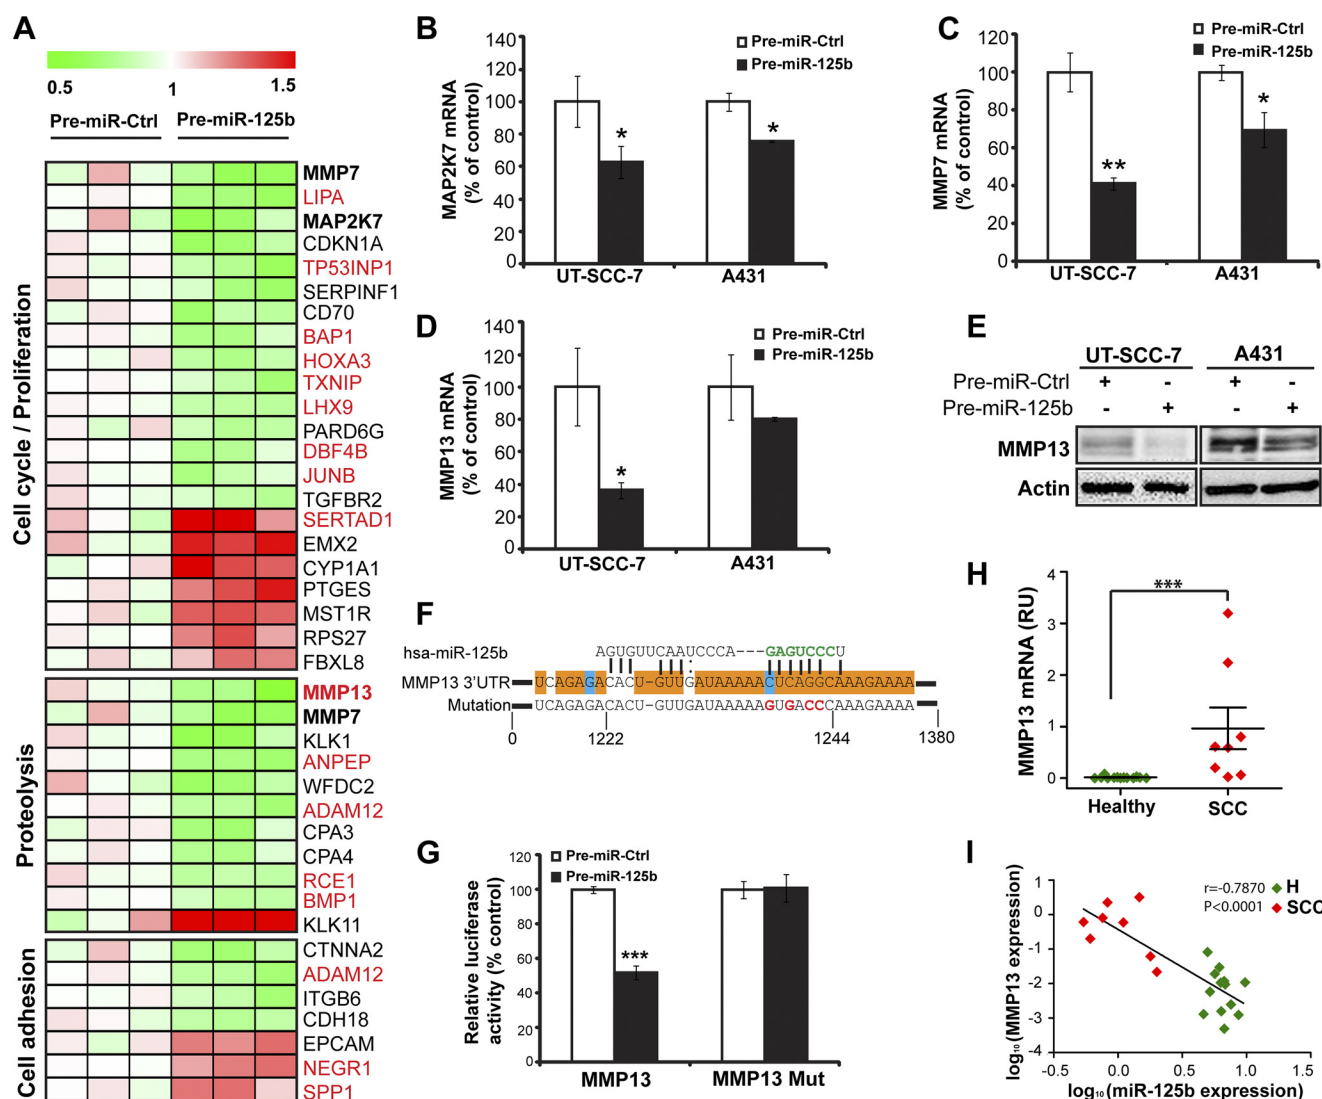 A
0.5 1 1.5
Pre-miR-Ctrl Pre-miR-125b
Cell cycle / Proliferation
MMP7
LIPA
MAP2K7
CDKN1A
TP53INP1
SERPINF1
CD70
BAP1
HOXA3
TXNIP
LHX9
PARD6G
DBF4B
JUNB
TGFBR2
SERTAD1
EMX2
CYP1A1
PTGES
MST1R
RPS27
FBXL8
Proteolysis
MMP13
MMP7
KLK1
ANPEP
WFDC2
ADAM12
CPA3
CPA4
RCE1
BMP1
KLK11
Cell adhesion
CTNNA2
ADAM12
ITGB6
CDH18
EPCAM
NEGR1
SPP1
B
MAP2K7 mRNA
(% of control)
140
120
100
80
60
40
20
0
Pre-miR-Ctrl
Pre-miR-125b
*
*
UT-SCC-7 A431
C
MMP7 mRNA
(% of control)
120
100
80
60
40
20
0
Pre-miR-Ctrl
Pre-miR-125b
**
*
UT-SCC-7 A431
D
MMP13 mRNA
(% of control)
140
120
100
80
60
40
20
0
Pre-miR-Ctrl
Pre-miR-125b
*
UT-SCC-7 A431
E
UT-SCC-7 A431
Pre-miR-Ctrl + - + -
Pre-miR-125b - + - +
MMP13
Actin
F
hsa-miR-125b AGUGUUCAAUCCCA---GAGUCCCU
MMP13 3'UTR UCAGAGACACU-GUUGAUAAAAACUCAGGCAAAGAAAA
Mutation UCAGAGACACU-GUUGAUAAAAAGUGACCCAAAGAAAA
0 1222 1244 1380
G
Relative luciferase
activity (% control)
120
100
80
60
40
20
0
Pre-miR-Ctrl
Pre-miR-125b
***
MMP13 MMP13 Mut
H
MMP13 mRNA (RU)
4
3
2
1
0
***
Healthy SCC
I
log₁₀(MMP13 expression)
1
0
-1
-2
-3
-4
r=-0.7870
P<0.0001
H
SCC
-0.5 0.0 0.5 1.0 1.5
log₁₀(miR-125b expression)